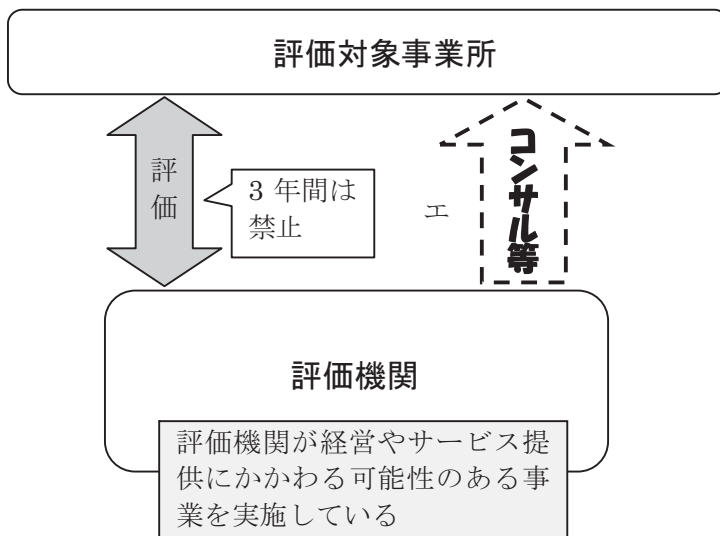 評価対象事業所
評
価
3 年間は
禁止
エ
コンサル等
評価機関
評価機関が経営やサービス提
供にかかわる可能性のある事
業を実施している